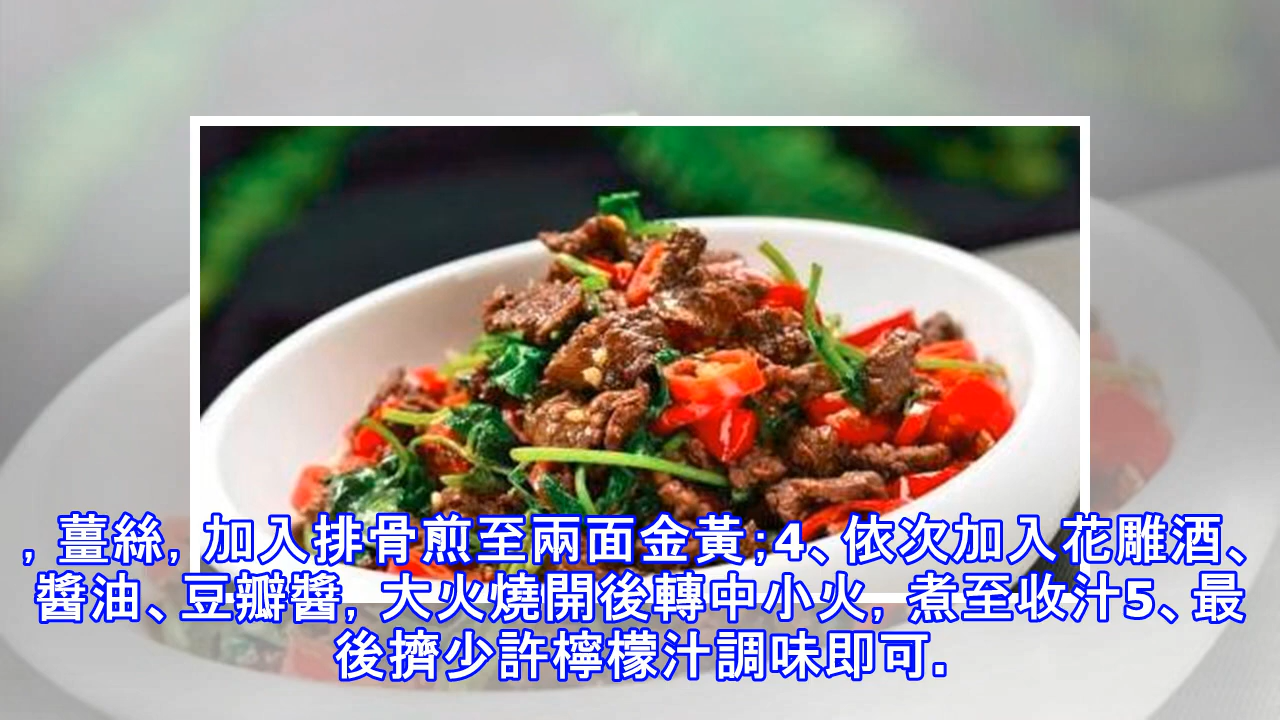 , 薑絲, 加入排骨煎至兩面金黃;4、依次加入花雕酒、
醬油、豆瓣醬, 大火燒開後轉中小火, 煮至收汁5、最
後擠少許檸檬汁調味即可.